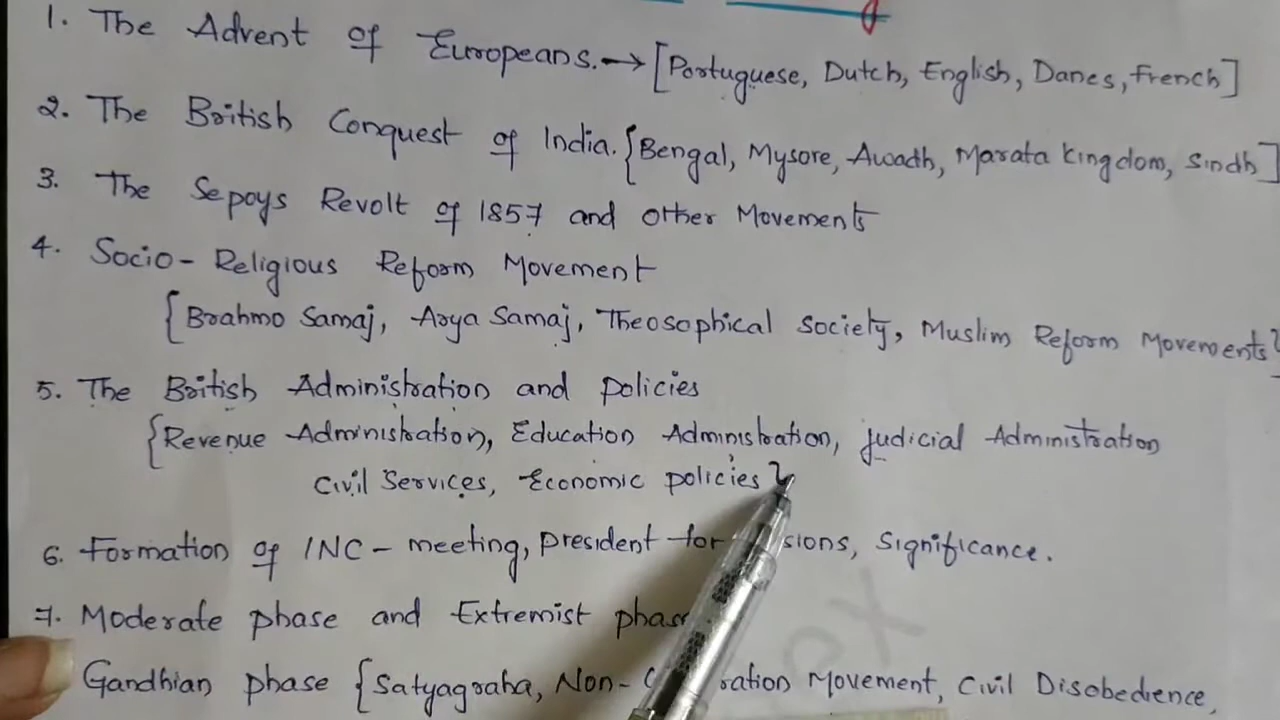 1. The Advent of Europeans. → [Portuguese, Dutch, English, Danes, French]
2. The British Conquest of India. {Bengal, Mysore, Awadh, Marata kingdom, Sindh]
3. The Sepoys Revolt of 1857 and Other Movements
4. Socio-Religious Reform Movement
{Brahmo Samaj, Arya Samaj, Theosophical Society, Muslim Reform Movements}
5. The British Administration and policies
{Revenue Administration, Education Administration, Judicial Administration
Civil Services, Economic policies}
6. Formation of INC - meeting, president for sions, Significance.
7. Moderate phase and Extremist phase
Gandhian phase {Satyagraha, Non- ration Movement, Civil Disobedience,